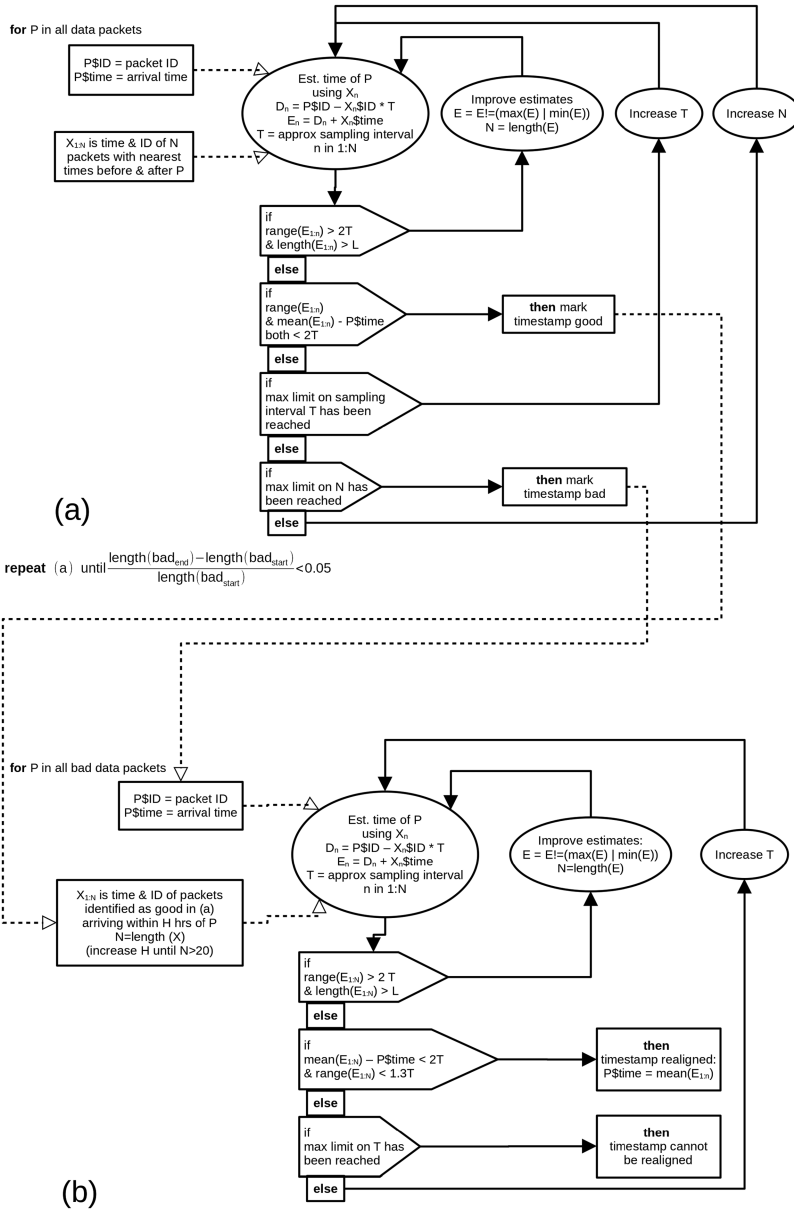 for P in all data packets
P$ID = packet ID
P$time = arrival time
X1:N is time & ID of N
packets with nearest
times before & after P
Est. time of P
using Xn
Dn = P$ID – Xn$ID * T
En = Dn + Xn$time
T = approx sampling interval
n in 1:N
Improve estimates
E = E!=(max(E) | min(E))
N = length(E)
Increase T
Increase N
if
range(E1:n) > 2T
& length(E1:n) > L
else
if
range(E1:n)
& mean(E1:n) - P$time
both < 2T
then mark
timestamp good
else
if
max limit on sampling
interval T has been
reached
else
if
max limit on N has
been reached
then mark
timestamp bad
else
(a)
repeat (a) until length(badend)−length(badstart)
length(badstart)
<0.05
for P in all bad data packets
P$ID = packet ID
P$time = arrival time
X1:N is time & ID of packets
identified as good in (a)
arriving within H hrs of P
N=length (X)
(increase H until N>20)
Est. time of P
using Xn
Dn = P$ID – Xn$ID * T
En = Dn + Xn$time
T = approx sampling interval
n in 1:N
Improve estimates:
E = E!=(max(E) | min(E))
N=length(E)
Increase T
if
range(E1:N) > 2 T
& length(E1:N) > L
else
if
mean(E1:N) – P$time < 2T
& range(E1:N) < 1.3T
then
timestamp realigned:
P$time = mean(E1:n)
else
if
max limit on T has
been reached
then
timestamp cannot
be realigned
else
(b)